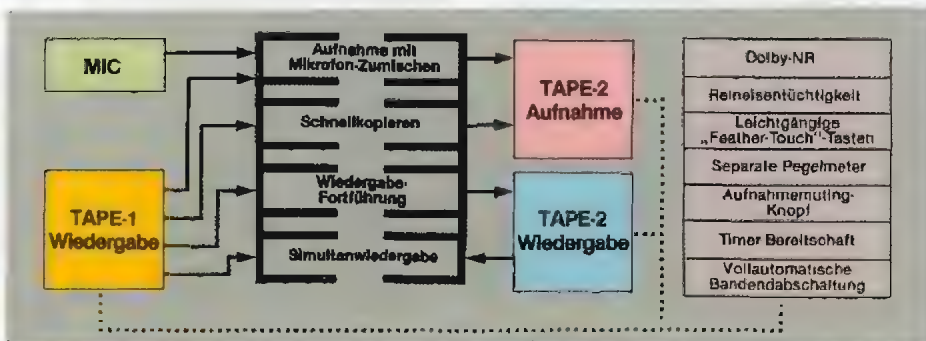 MIC
TAPE-1
Wiedergabe
Aufnahme mit
Mikrofon-Zumischen
Schnellkopieren
Wiedergabe-
Fortführung
Simultanwiedergabe
TAPE-2
Aufnahme
TAPE-2
Wiedergabe
Dolby-NR
Reineisentüchtigkeit
Leichtgängige
„Feather-Touch“-Tasten
Separate Pegelmeter
Aufnahmemuting-
Knopf
Timer Bereitschaft
Vollautomatische
Bandendabschaltung